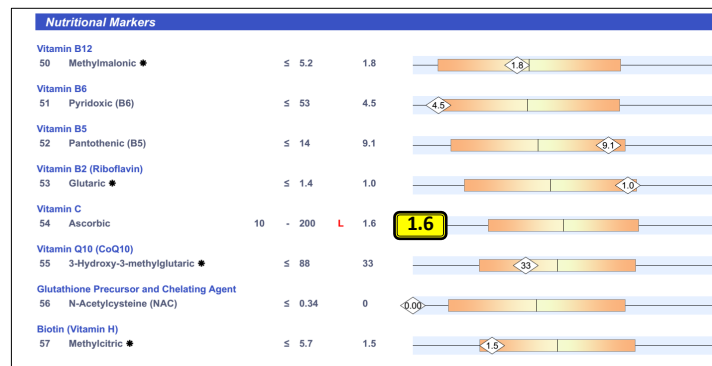 Nutritional Markers
Vitamin B12
50 Methylmalonic ✸ ≤ 5.2 1.8 1.8
Vitamin B6
51 Pyridoxic (B6) ≤ 53 4.5 4.5
Vitamin B5
52 Pantothenic (B5) ≤ 14 9.1 9.1
Vitamin B2 (Riboflavin)
53 Glutaric ✸ ≤ 1.4 1.0 1.0
Vitamin C
54 Ascorbic 10 - 200 L 1.6 1.6
Vitamin Q10 (CoQ10)
55 3-Hydroxy-3-methylglutaric ✸ ≤ 88 33 33
Glutathione Precursor and Chelating Agent
56 N-Acetylcysteine (NAC) ≤ 0.34 0 0.00
Biotin (Vitamin H)
57 Methylcitric ✸ ≤ 5.7 1.5 1.5